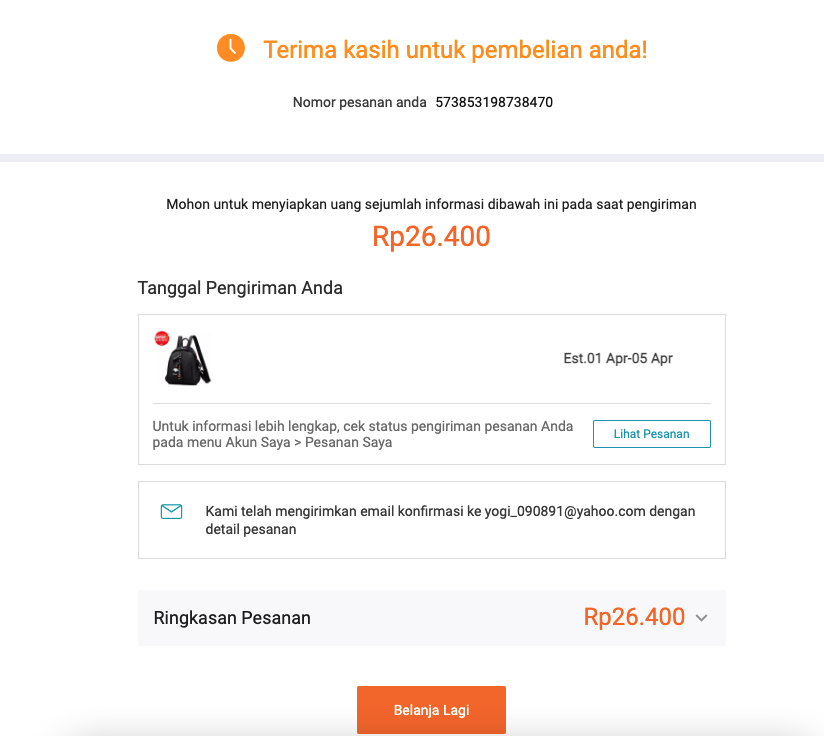 Terima kasih untuk pembelian anda!
Nomor pesanan anda 573853198738470
Mohon untuk menyiapkan uang sejumlah informasi dibawah ini pada saat pengiriman
Rp26.400
Tanggal Pengiriman Anda
Est.01 Apr-05 Apr
Untuk informasi lebih lengkap, cek status pengiriman pesanan Anda
pada menu Akun Saya > Pesanan Saya
Lihat Pesanan
Kami telah mengirimkan email konfirmasi ke yogi_090891@yahoo.com dengan
detail pesanan
Ringkasan Pesanan Rp26.400
Belanja Lagi